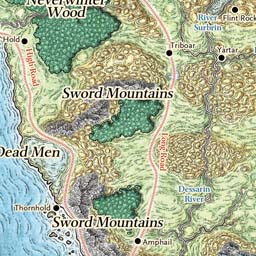 Neverwinter
Wood
River
Surbrin
Flint Rock
Hold
High Road
Triboar
Yartar
Sword Mountains
Long Road
Dead Men
Dessarin
River
Thornhold
Sword Mountains
Amphail